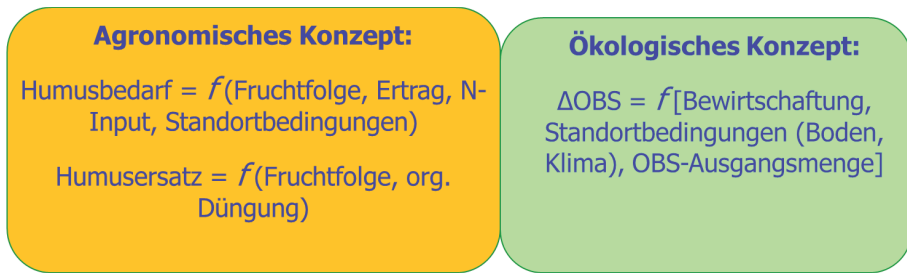 Agronomisches Konzept:
Humusbedarf = f(Fruchtfolge, Ertrag, N-
Input, Standortbedingungen)
Humusersatz = f(Fruchtfolge, org.
Düngung)
Ökologisches Konzept:
ΔOBS = f[Bewirtschaftung,
Standortbedingungen (Boden,
Klima), OBS-Ausgangsmenge]